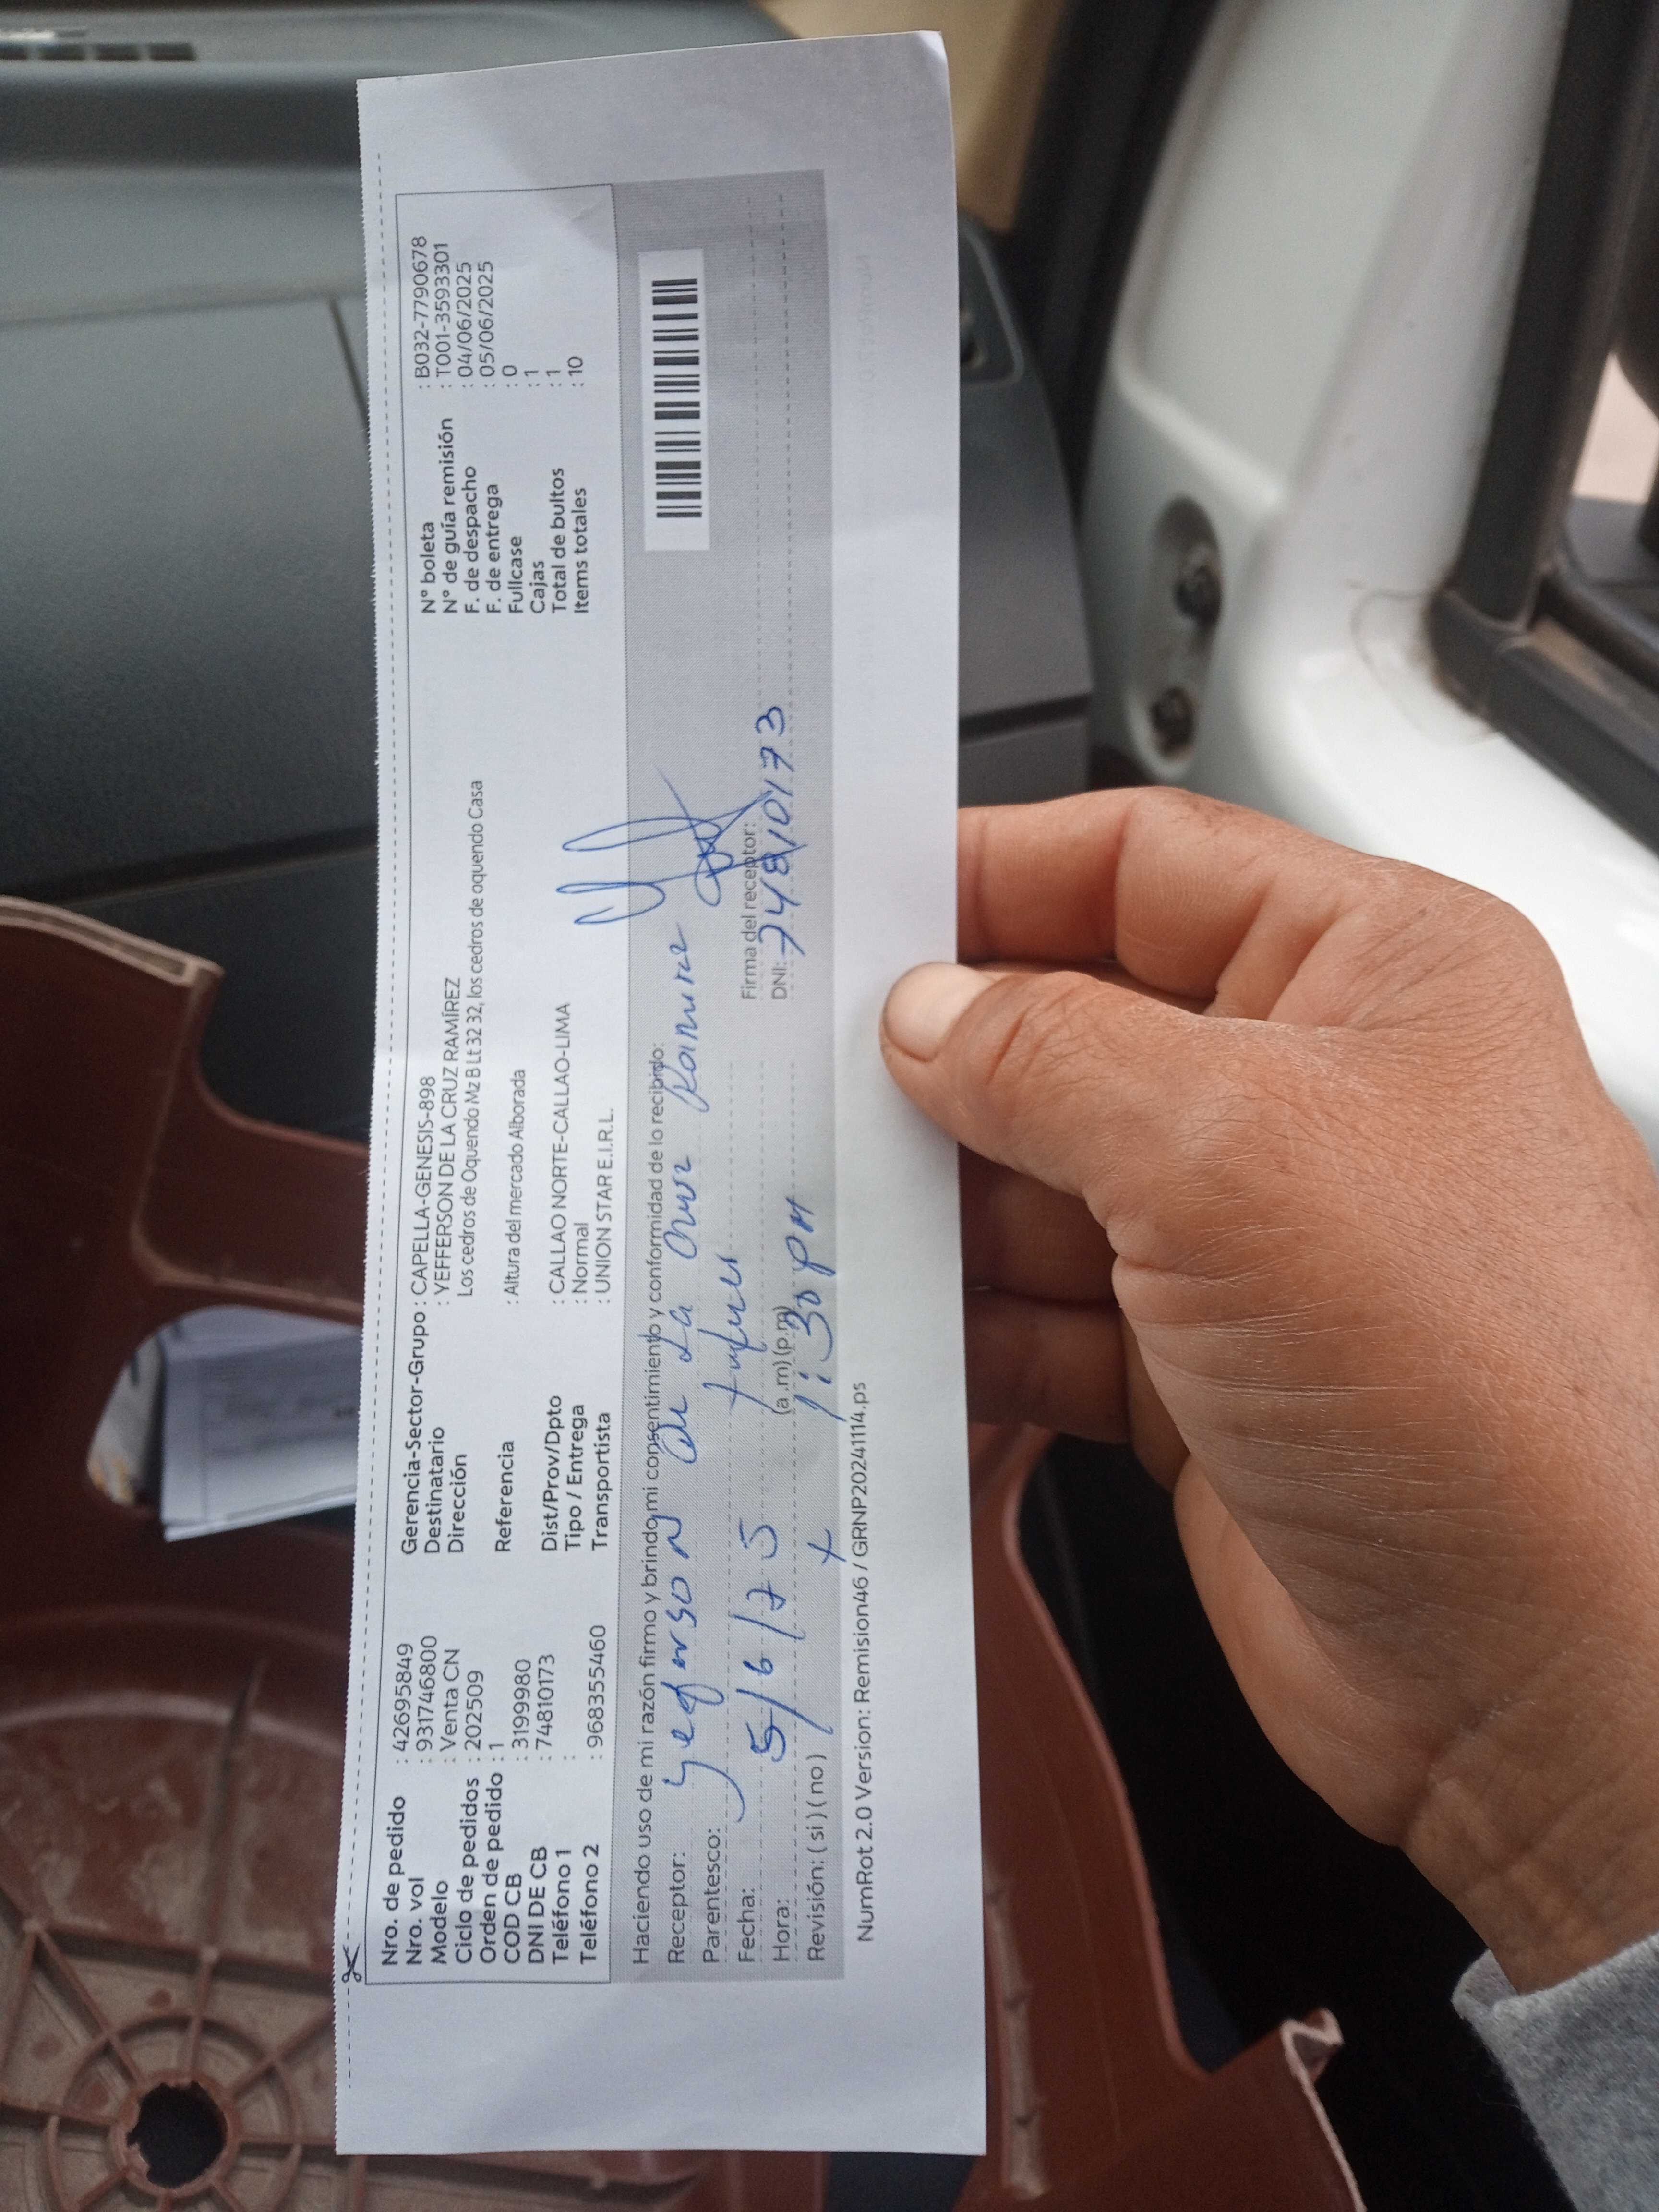 Nro. de pedido : 42695849
Nro. vol : 931746800
Modelo : Venta CN
Ciclo de pedidos : 202509
Orden de pedido : 1
COD CB : 3199980
DNI DE CB : 74810173
Teléfono 1 :
Teléfono 2 : 968355460
Gerencia-Sector-Grupo : CAPELLA-GENESIS-898
Destinatario : YEFFERSON DE LA CRUZ RAMÍREZ
Dirección Los cedros de Oquendo Mz B Lt 32 32, los cedros de oquendo Casa
Referencia : Altura del mercado Alborada
Dist/Prov/Dpto : CALLAO NORTE-CALLAO-LIMA
Tipo / Entrega : Normal
Transportista : UNION STAR E.I.R.L.
N° boleta : B032-7790678
N° de guía remisión : T001-3593301
F. de despacho : 04/06/2025
F. de entrega : 05/06/2025
Fullcase : 0
Cajas : 1
Total de bultos : 1
Items totales : 10
Haciendo uso de mi razón firmo y brindo mi consentimiento y conformidad de lo recibido:
Receptor: Yeferson de La Cruz Ramirez
Parentesco:
Fecha: 5/6/25
Firma del receptor:
Hora: (a.m) (p.m) 1:30 pm
DNI: 74810173
Revisión: ( si ) ( no )
NumRot 2.0 Version: Remision46 / GRNP20241114.ps